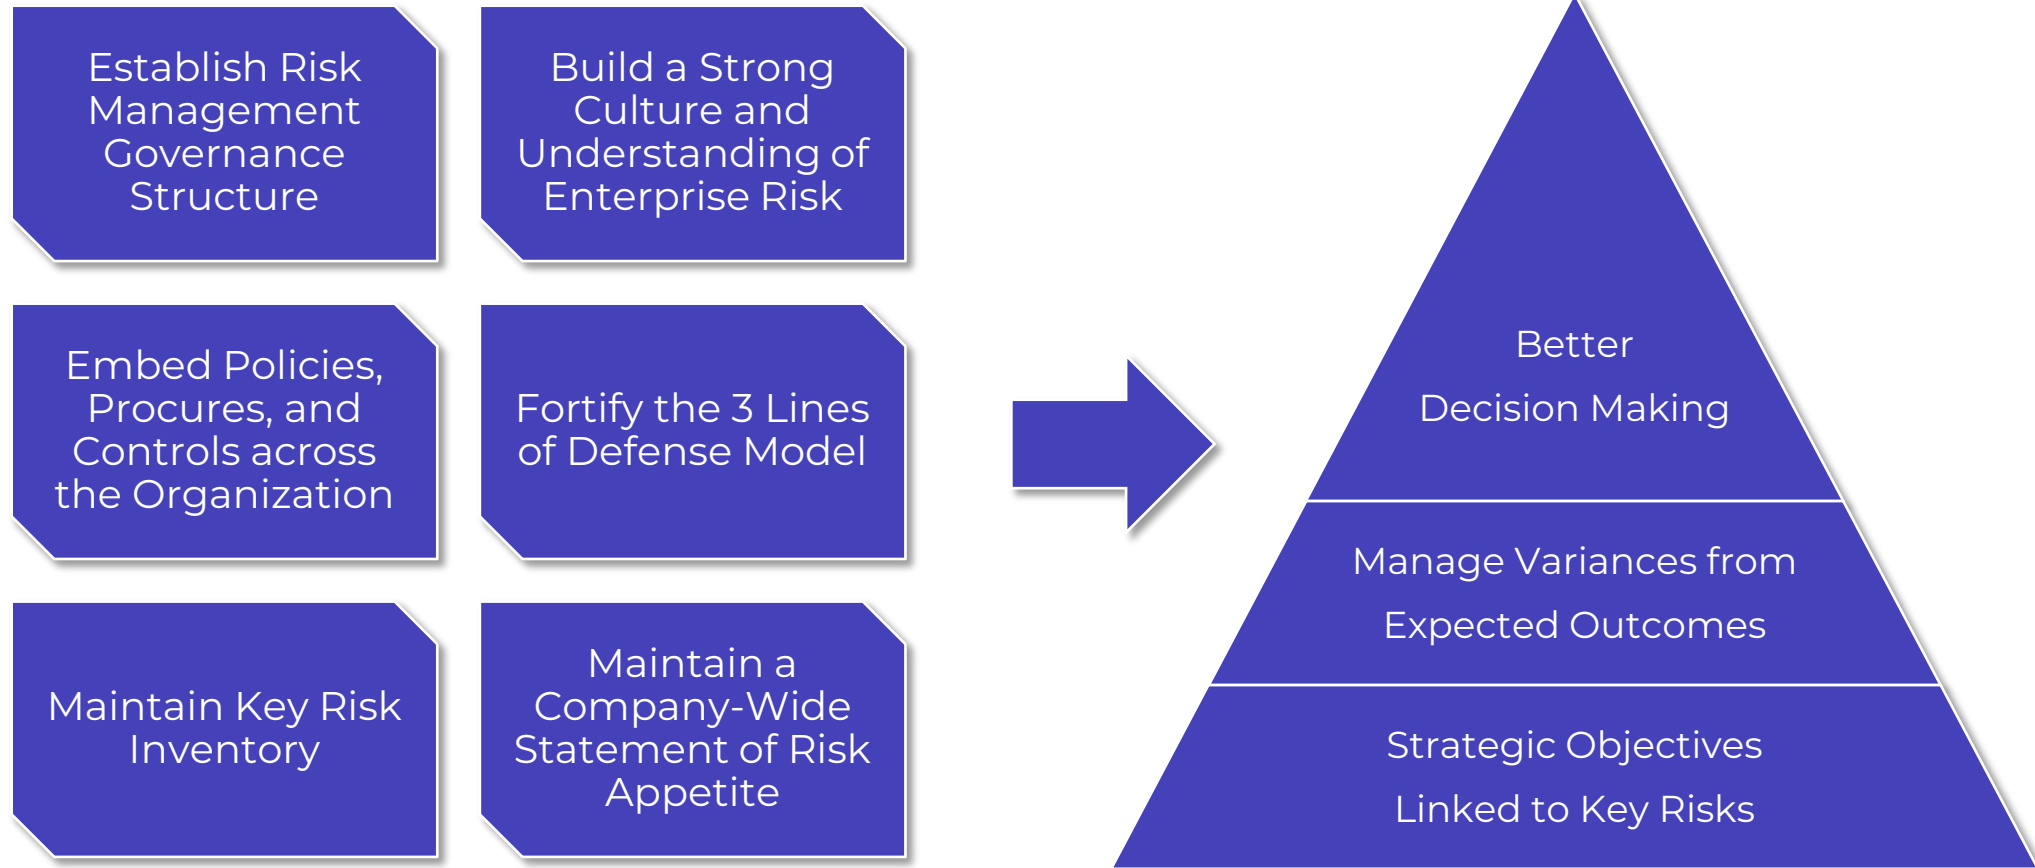 Establish Risk
Management
Governance
Structure
Build a Strong
Culture and
Understanding of
Enterprise Risk
Embed Policies,
Procures, and
Controls across
the Organization
Fortify the 3 Lines
of Defense Model
Maintain Key Risk
Inventory
Maintain a
Company-Wide
Statement of Risk
Appetite
Better
Decision Making
Manage Variances from
Expected Outcomes
Strategic Objectives
Linked to Key Risks